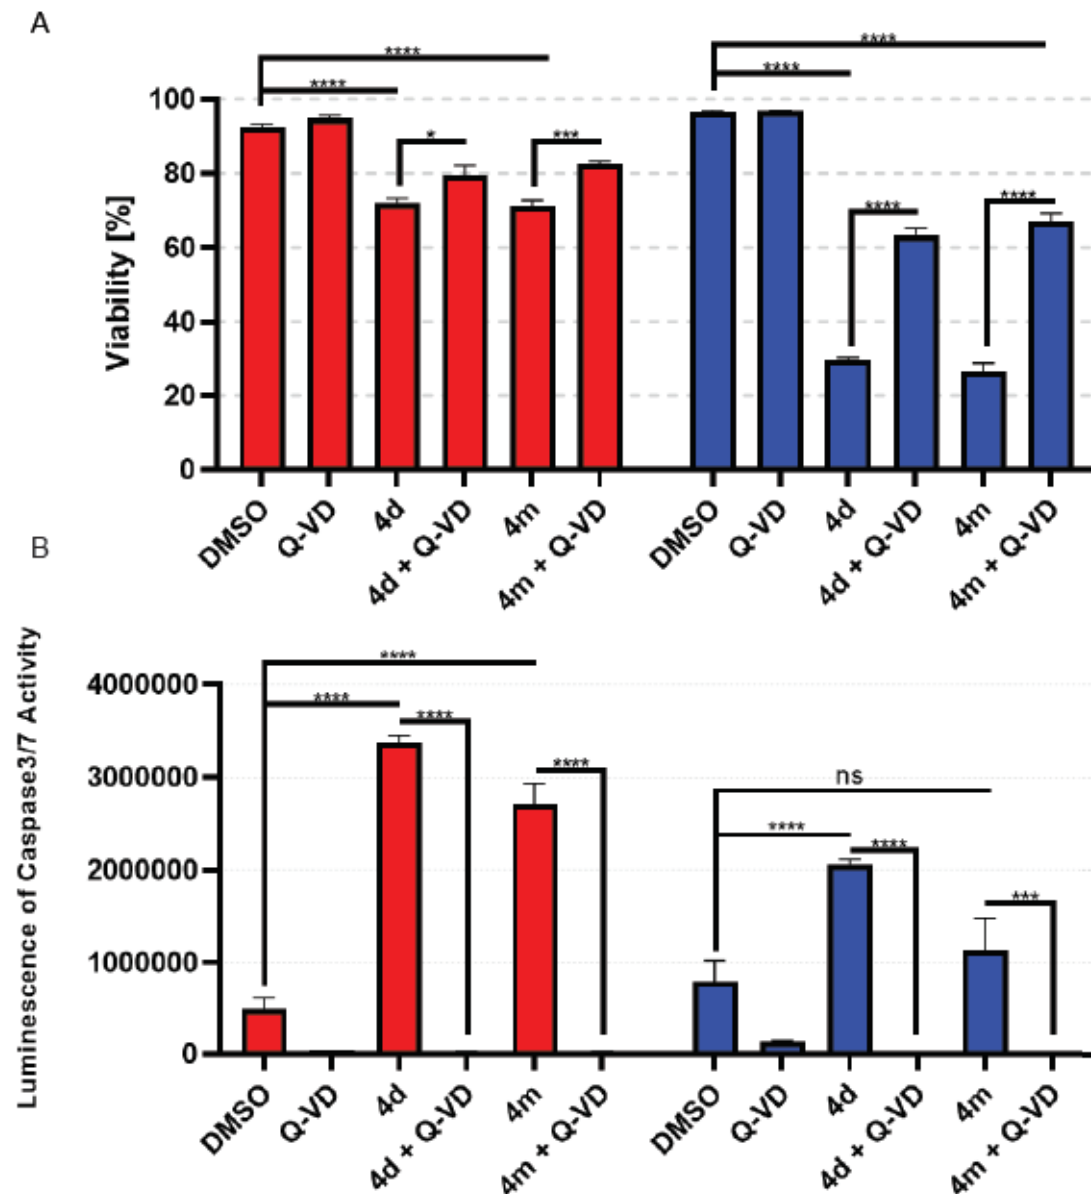 A
****
****
****
****
* 
***
****
****
100
80
60
40
20
0
Viability [%]
DMSO
Q-VD
4d
4d + Q-VD
4m
4m + Q-VD
DMSO
Q-VD
4d
4d + Q-VD
4m
4m + Q-VD
B
****
****
****
****
ns
****
****
***
4000000
3000000
2000000
1000000
0
Luminescence of Caspase3/7 Activity
DMSO
Q-VD
4d
4d + Q-VD
4m
4m + Q-VD
DMSO
Q-VD
4d
4d + Q-VD
4m
4m + Q-VD